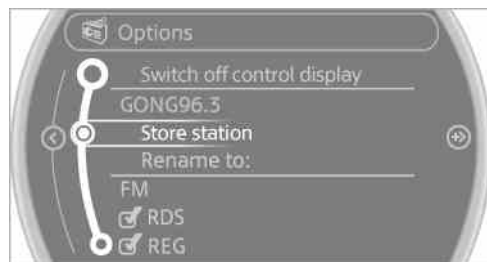 Options
Switch off control display
GONG96.3
Store station
Rename to:
FM
RDS
REG